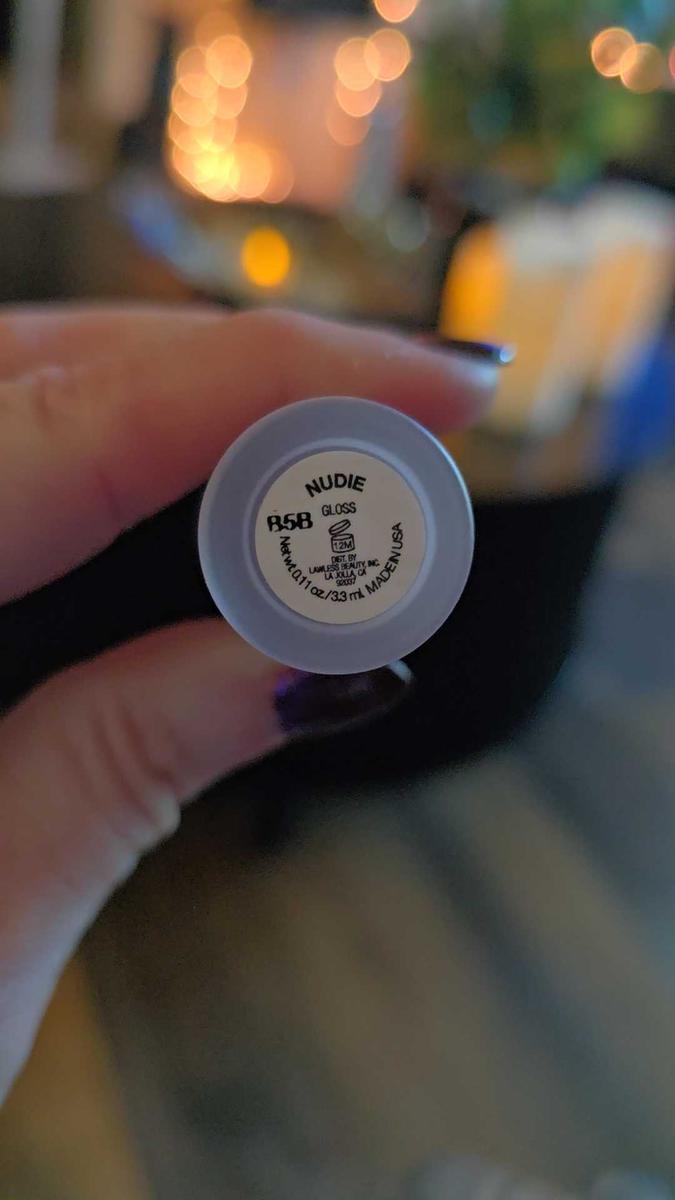 NUDIE
GLOSS
B5B
12M
DIST. BY
LAWLESS BEAUTY, INC.
LA JOLLA, CA
92037
Net wt. 0.11 oz./3.3 ml. MADE IN USA